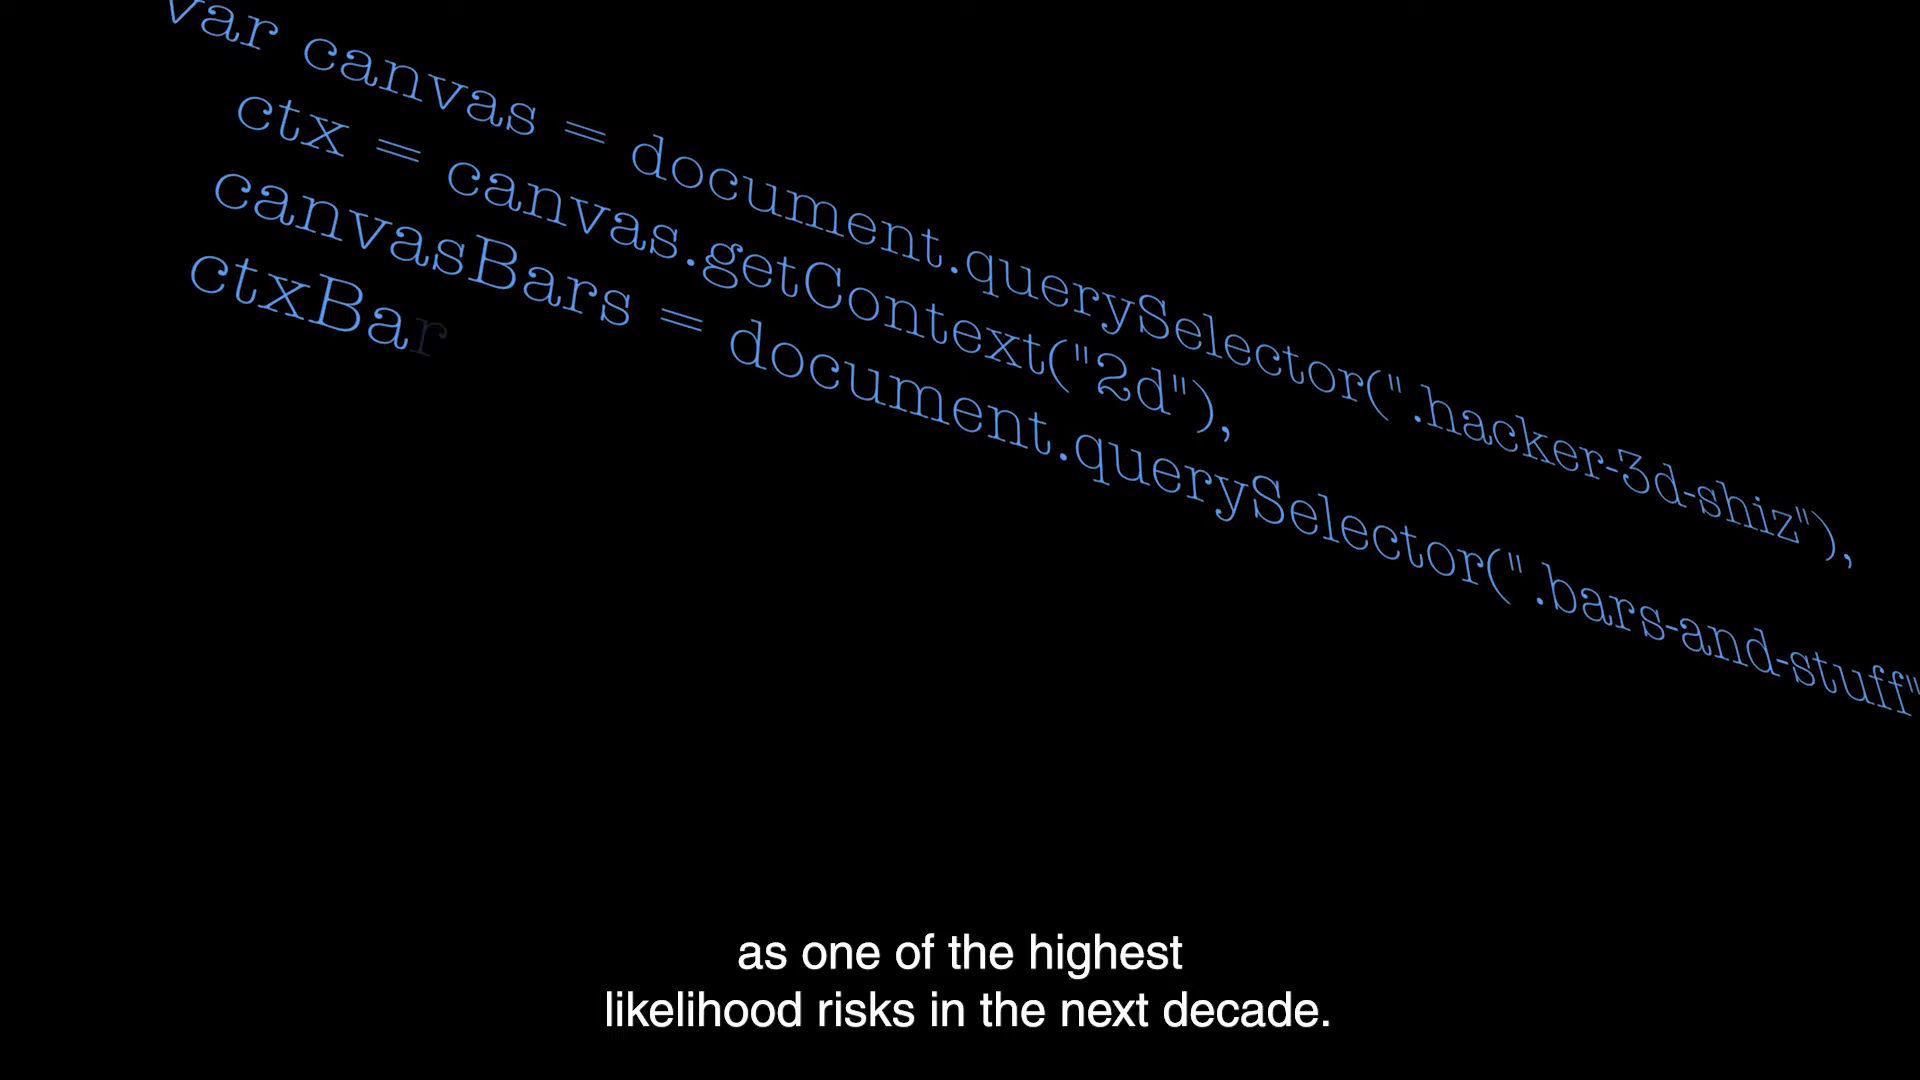 var canvas = document.querySelector(".hacker-3d-shiz"),
ctx = canvas.getContext("2d"),
canvasBars = document.querySelector(".bars-and-stuff"
ctxBar
as one of the highest
likelihood risks in the next decade.